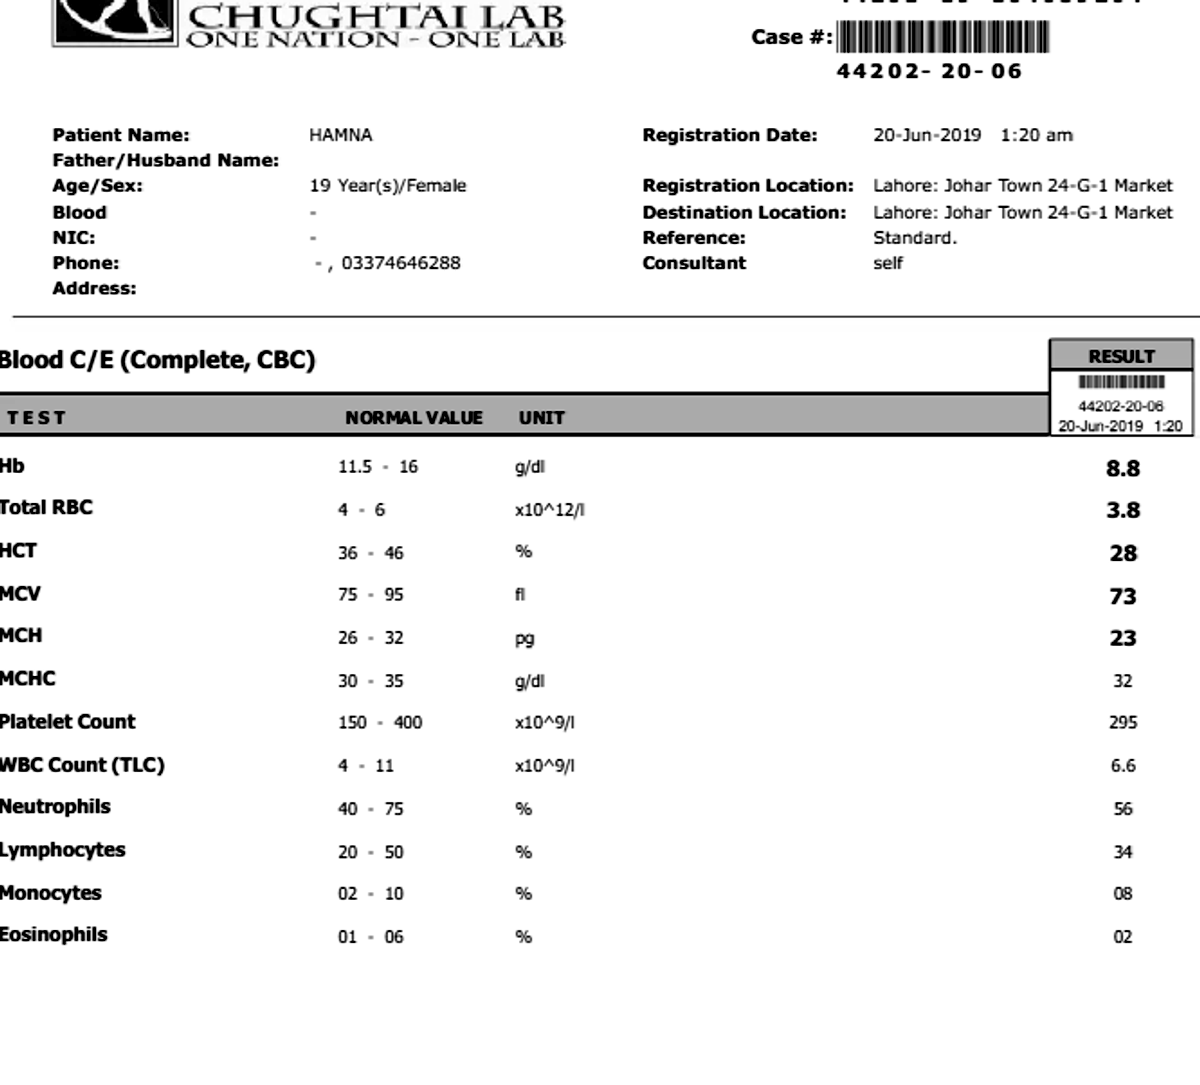 CHUGHTAI LAB
ONE NATION - ONE LAB
Case #:
44202- 20- 06
Patient Name: HAMNA Registration Date: 20-Jun-2019 1:20 am
Father/Husband Name:
Age/Sex: 19 Year(s)/Female Registration Location: Lahore: Johar Town 24-G-1 Market
Blood - Destination Location: Lahore: Johar Town 24-G-1 Market
NIC: - Reference: Standard.
Phone: - , 03374646288 Consultant self
Address:
Blood C/E (Complete, CBC) RESULT
44202-20-06
TEST NORMAL VALUE UNIT 20-Jun-2019 1:20
Hb 11.5 - 16 g/dl 8.8
Total RBC 4 - 6 x10^12/l 3.8
HCT 36 - 46 % 28
MCV 75 - 95 fl 73
MCH 26 - 32 pg 23
MCHC 30 - 35 g/dl 32
Platelet Count 150 - 400 x10^9/l 295
WBC Count (TLC) 4 - 11 x10^9/l 6.6
Neutrophils 40 - 75 % 56
Lymphocytes 20 - 50 % 34
Monocytes 02 - 10 % 08
Eosinophils 01 - 06 % 02